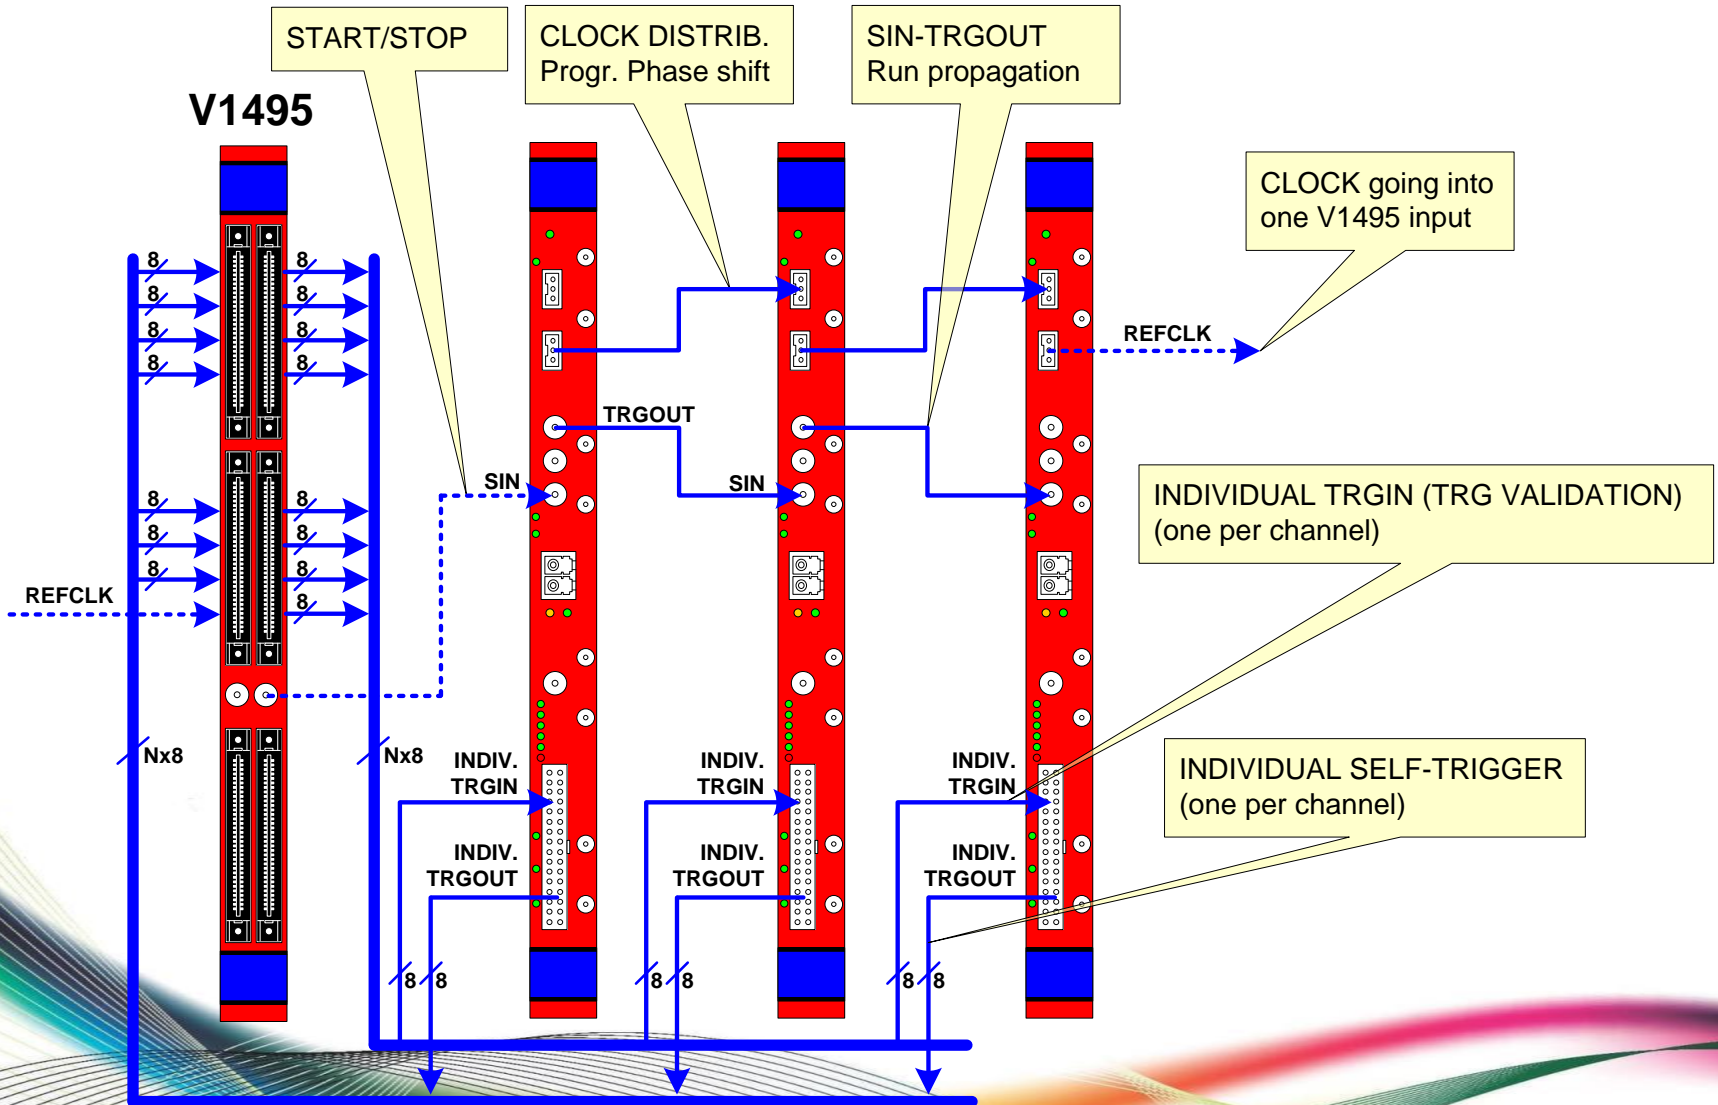 START/STOP
CLOCK DISTRIB.
Progr. Phase shift
SIN-TRGOUT
Run propagation
V1495
CLOCK going into
one V1495 input
8
8
8
8
8
8
8
8
REFCLK
TRGOUT
SIN
SIN
INDIVIDUAL TRGIN (TRG VALIDATION)
(one per channel)
8
8
8
8
8
8
8
REFCLK
Nx8
Nx8
INDIV.
TRGIN
INDIV.
TRGIN
INDIV.
TRGIN
INDIVIDUAL SELF-TRIGGER
(one per channel)
INDIV.
TRGOUT
INDIV.
TRGOUT
INDIV.
TRGOUT
8
8
8
8
8
8